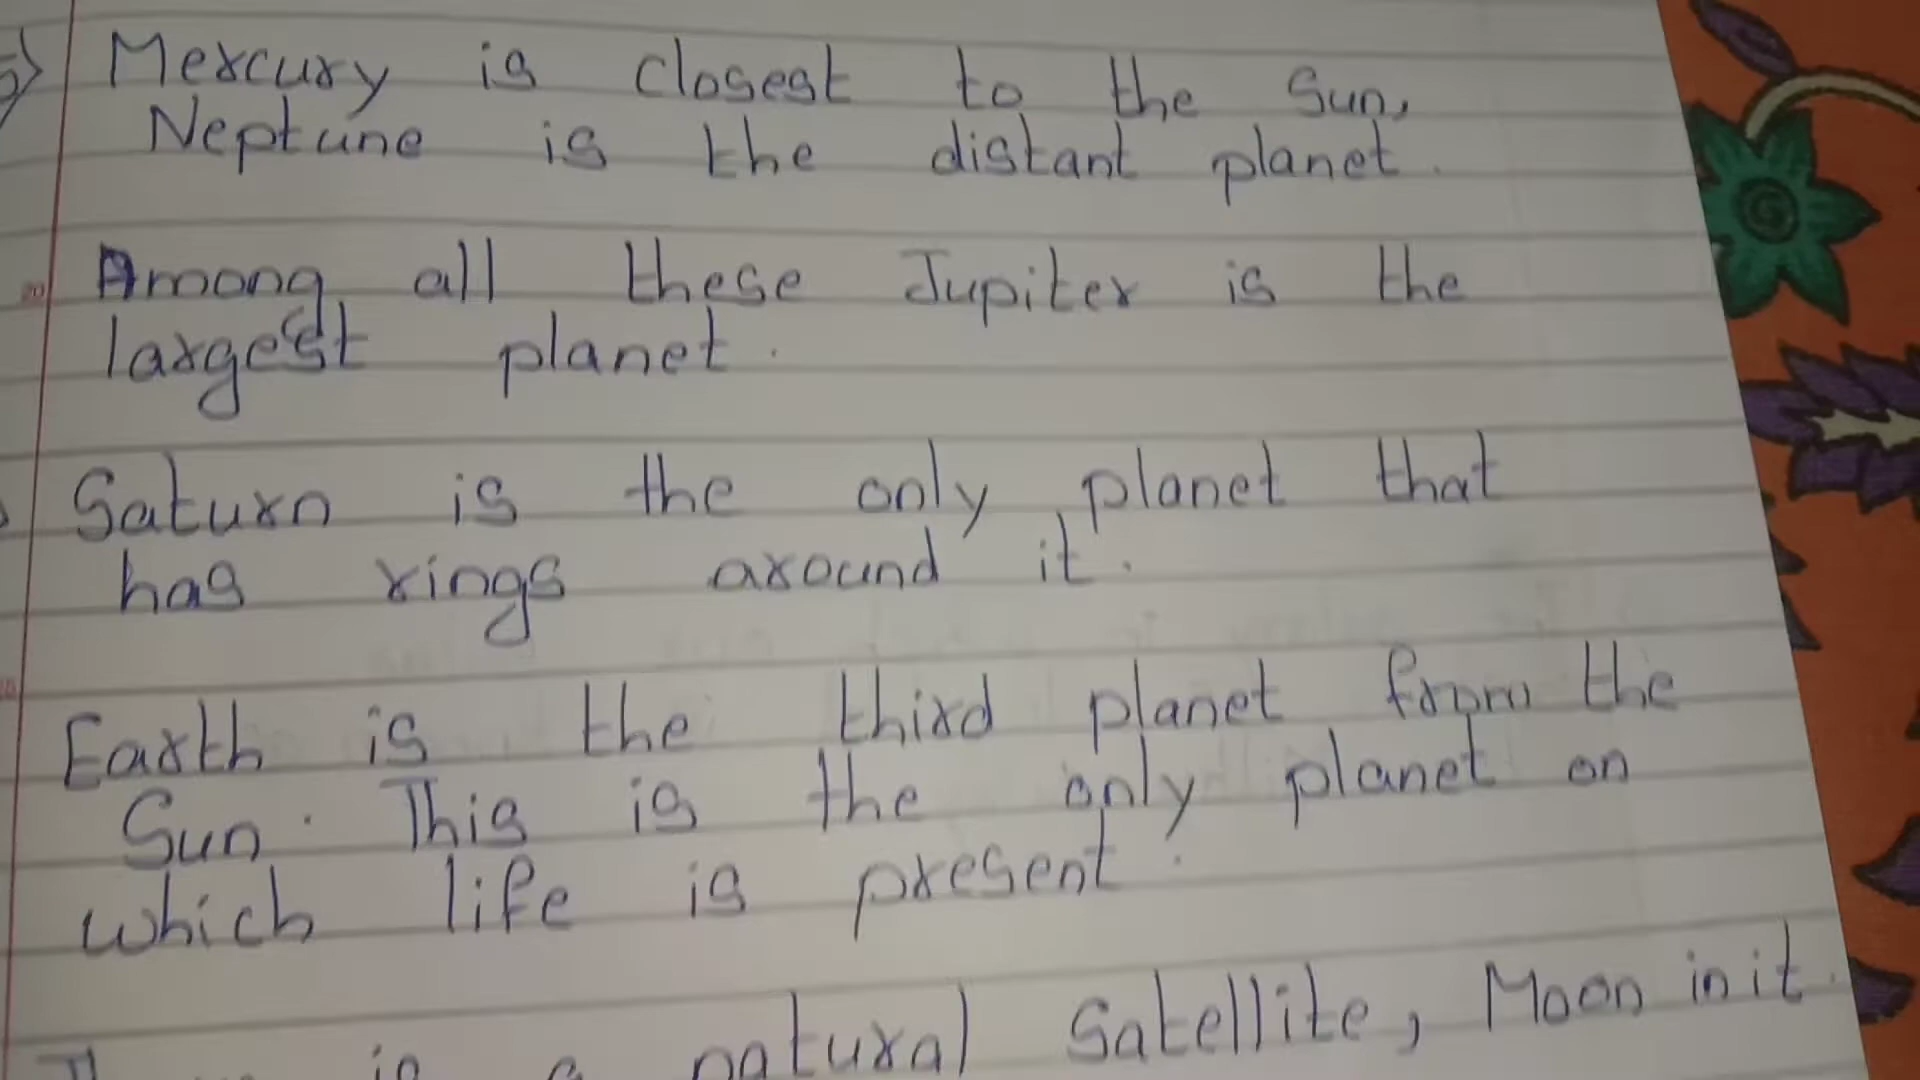 5) Mercury is closest to the Sun,
Neptune is the distant planet.
Among all these Jupiter is the
largest planet.
Saturn is the only planet that
has rings around it.
Earth is the third planet from the
Sun. This is the only planet on
which life is present.
is a natural Satellite, Moon in it.